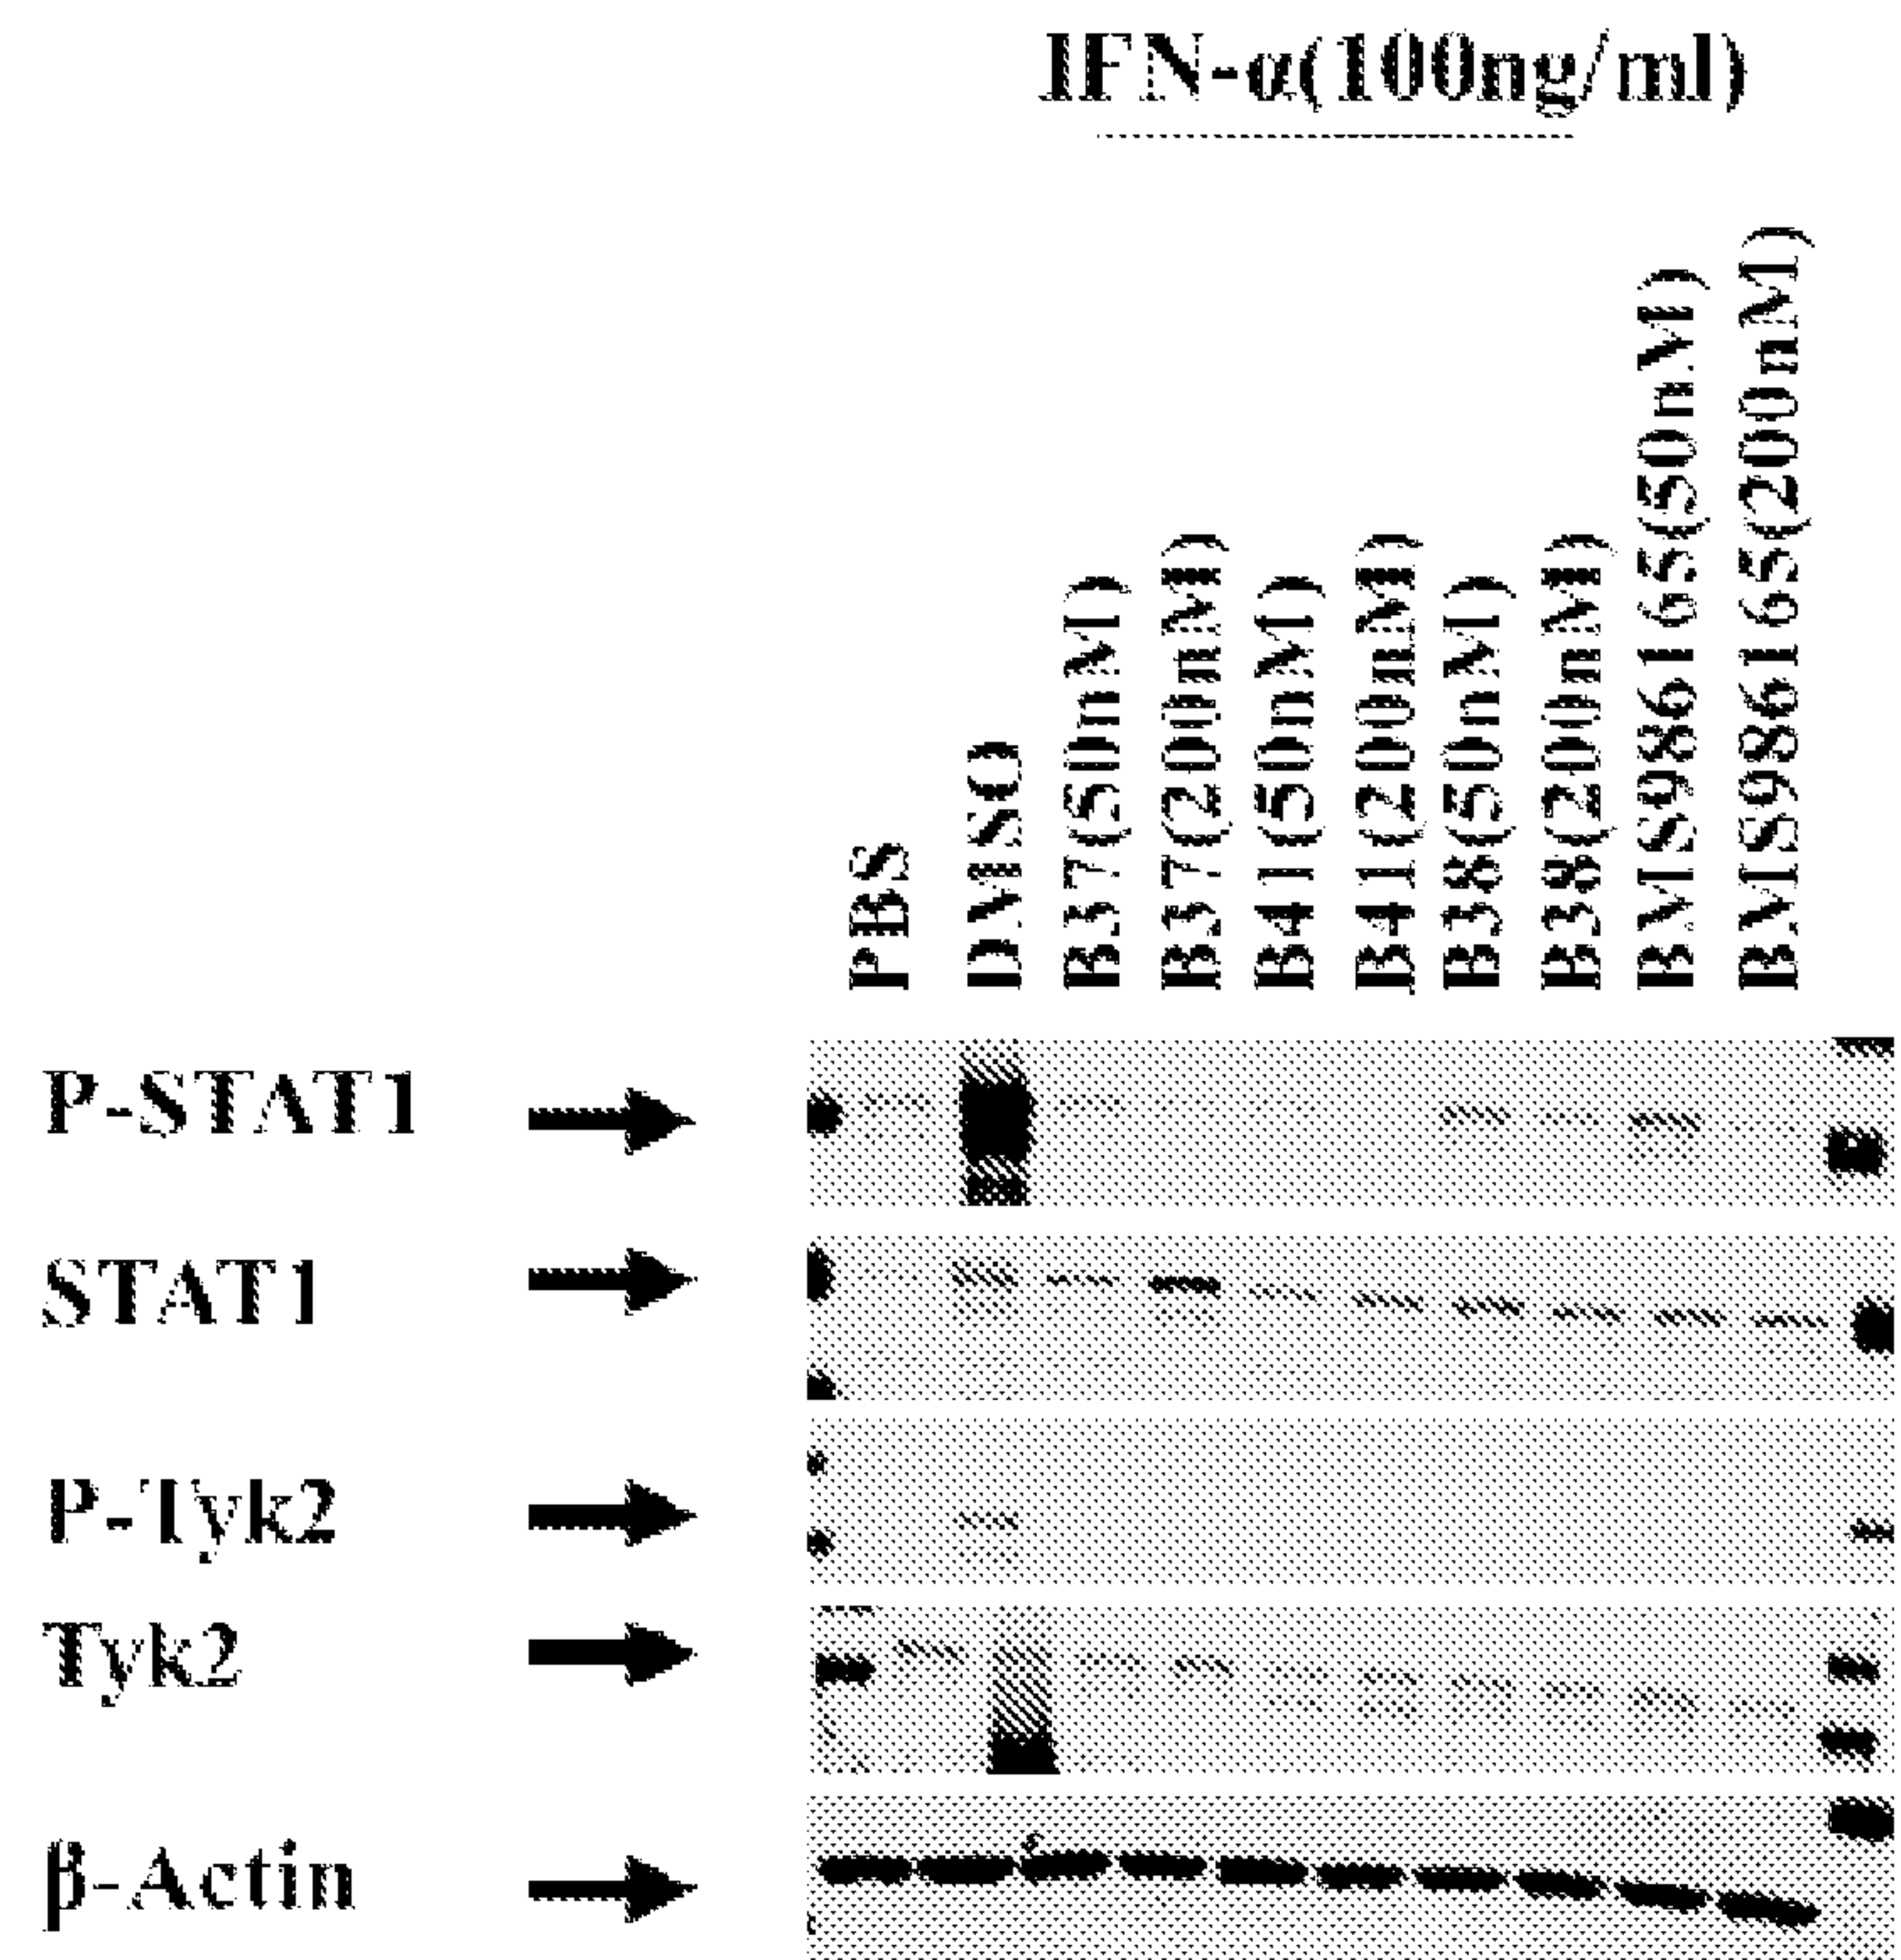 IFN-α(100ng/ml)
PBS
DMSO
B37(50nM)
B37(200nM)
B41(50nM)
B41(200nM)
B38(50nM)
B38(200nM)
BMS986165(50nM)
BMS986165(200nM)
P-STAT1
STAT1
P-Tyk2
Tyk2
β-Actin